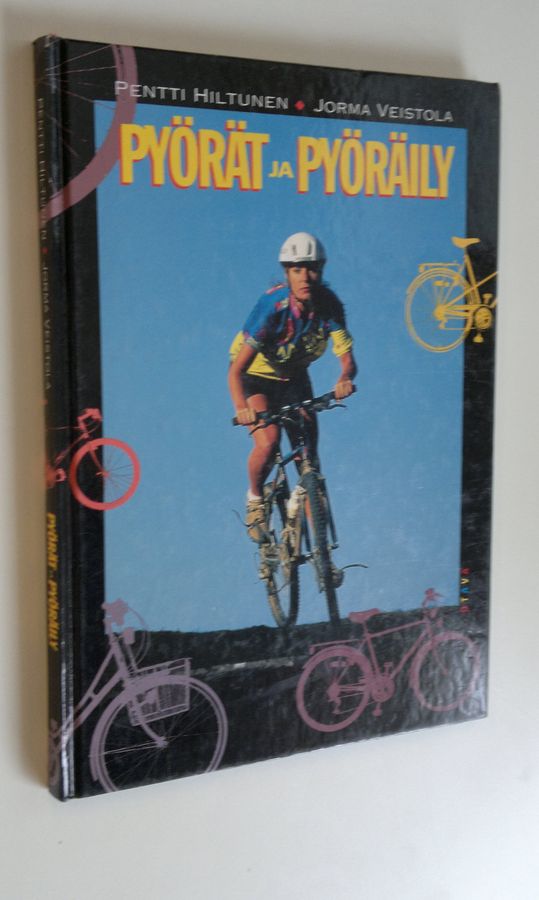 PENTTI HILTUNEN ♦ JORMA VEISTOLA
PYÖRÄT JA PYÖRÄILY
OTAVA
PENTTI HILTUNEN ♦ JORMA VEISTOLA
PYÖRÄT JA PYÖRÄILY